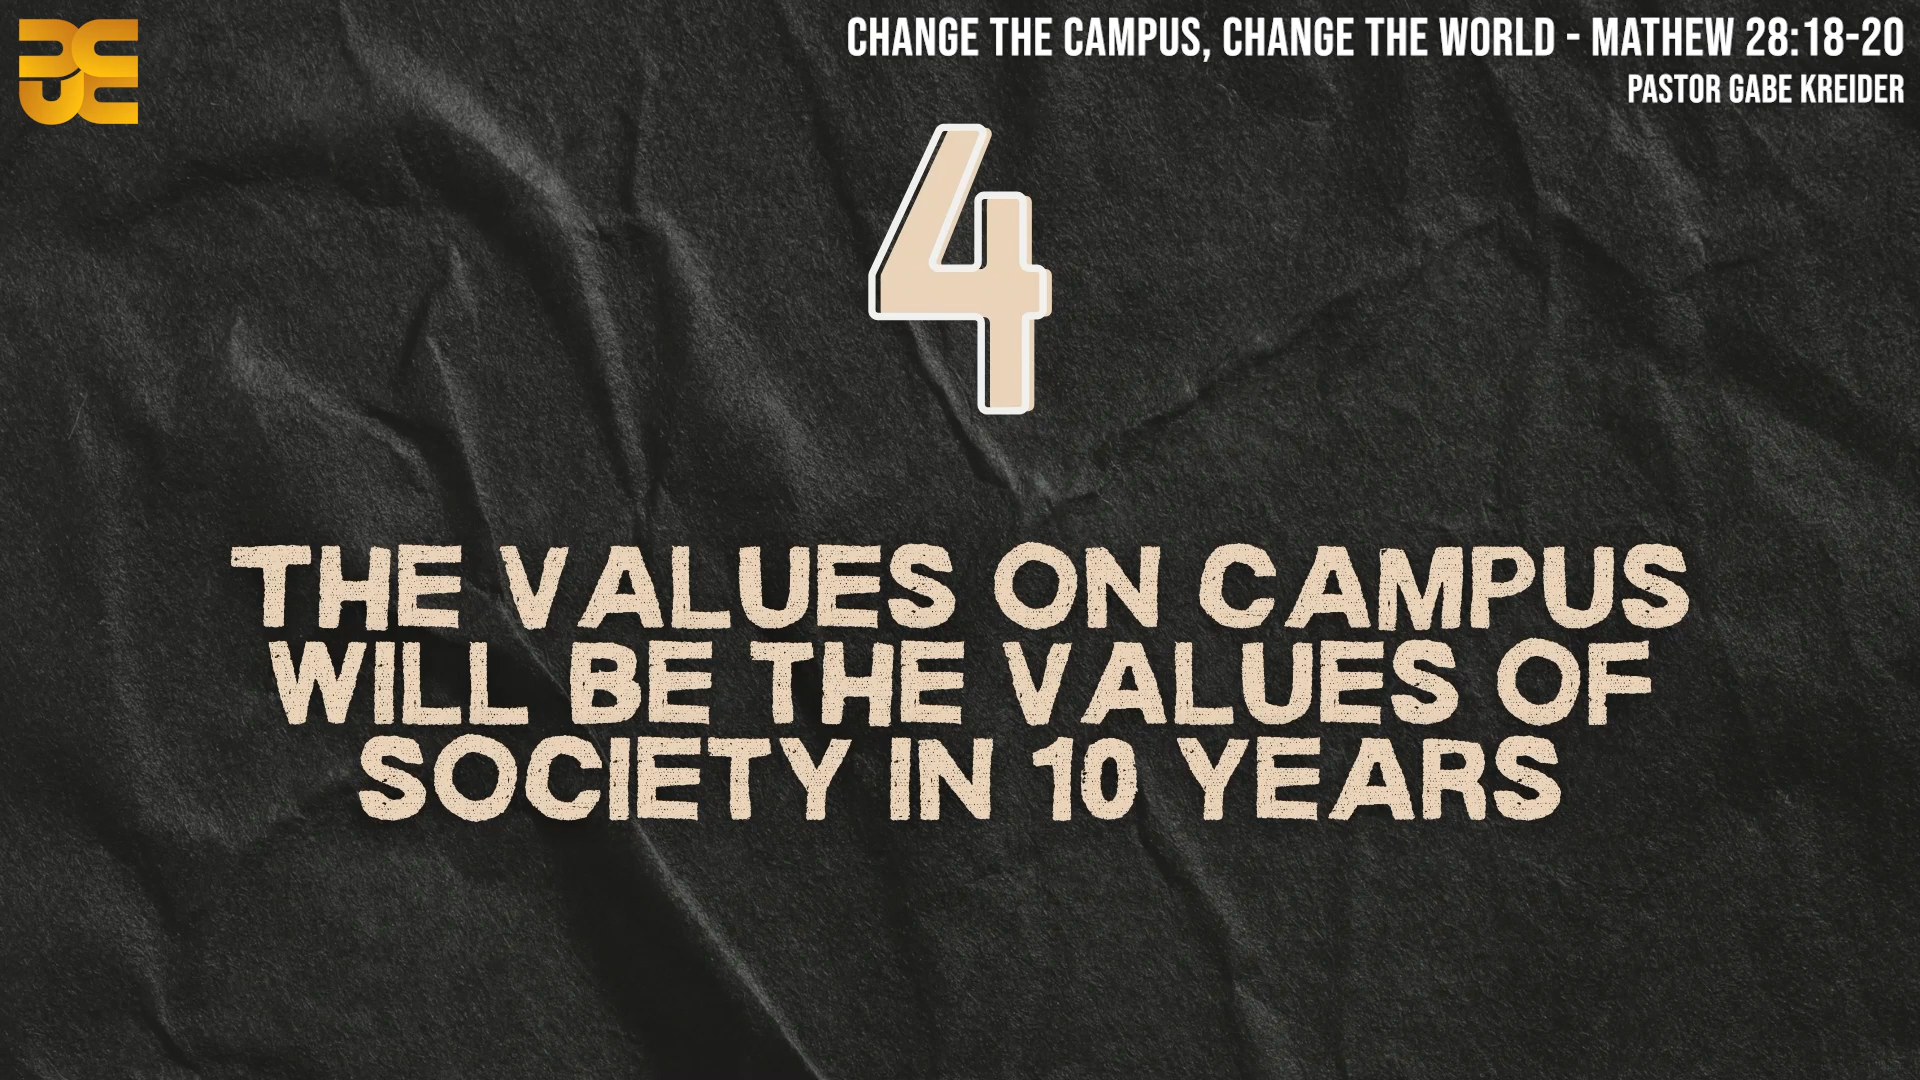 CHANGE THE CAMPUS, CHANGE THE WORLD - MATHEW 28:18-20
PASTOR GABE KREIDER
4
THE VALUES ON CAMPUS
WILL BE THE VALUES OF
SOCIETY IN 10 YEARS